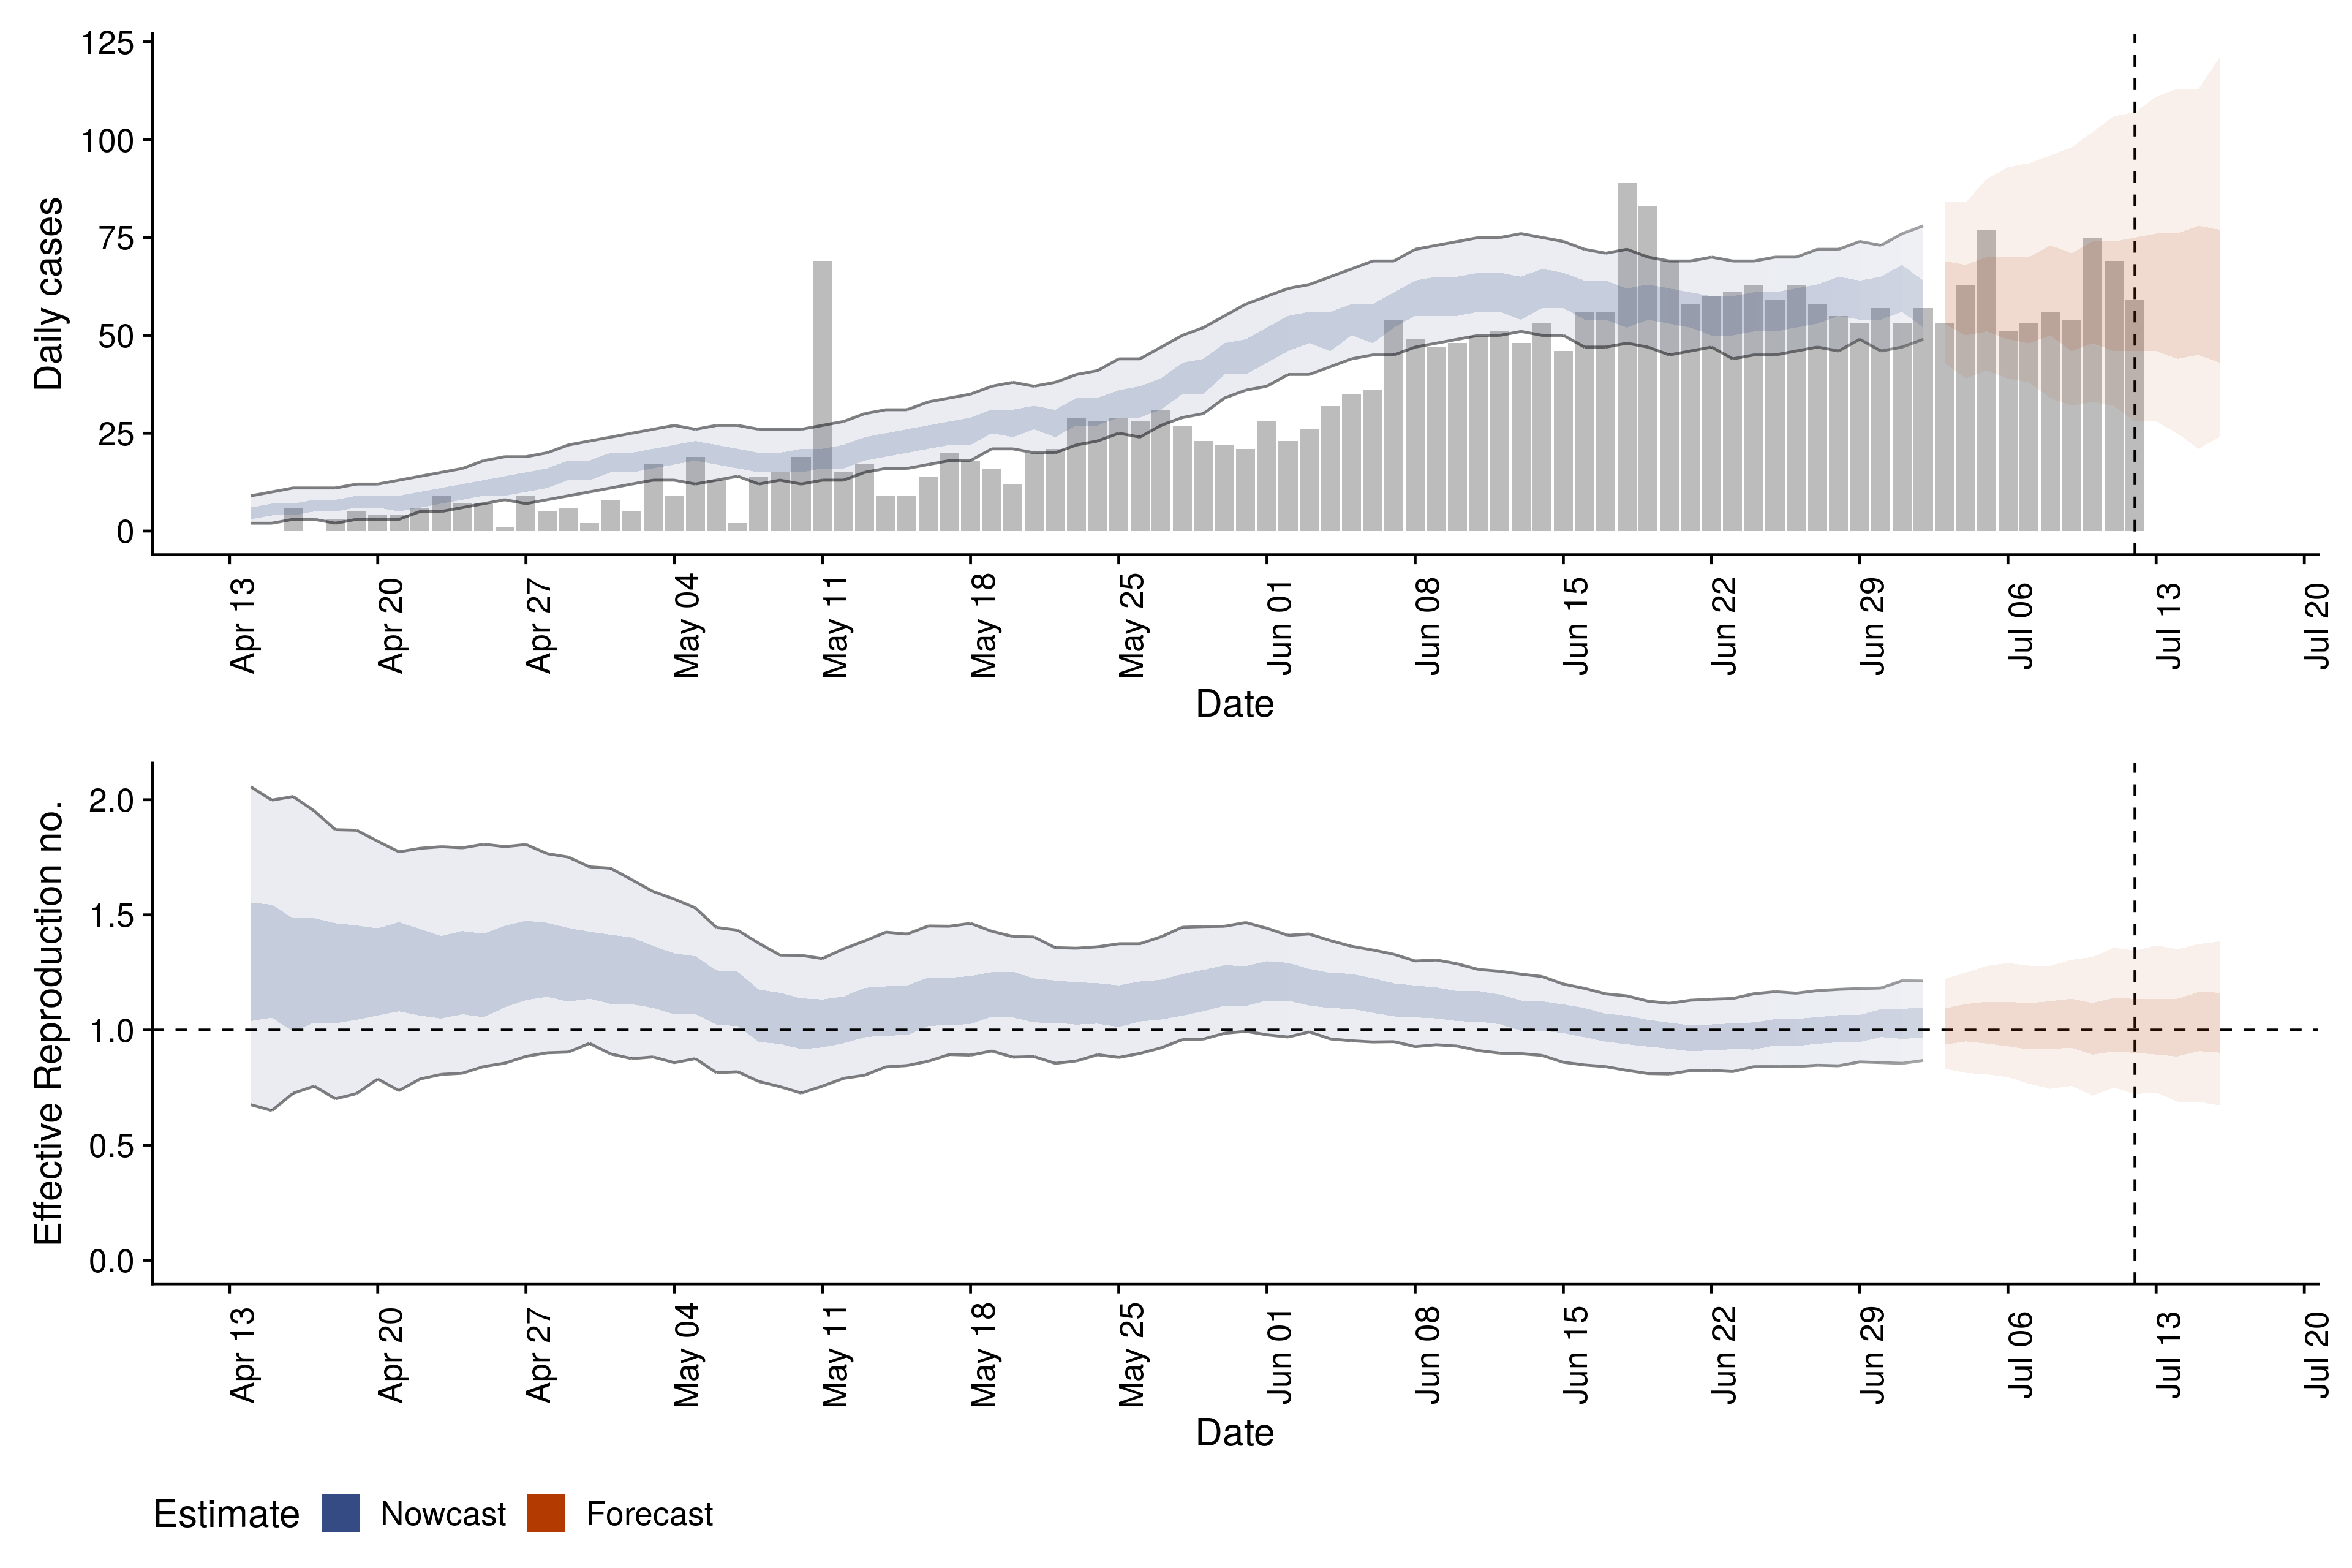 Daily cases
125
100
75
50
25
0
Apr 13
Apr 20
Apr 27
May 04
May 11
May 18
May 25
Jun 01
Jun 08
Jun 15
Jun 22
Jun 29
Jul 06
Jul 13
Jul 20
Date
Effective Reproduction no.
2.0
1.5
1.0
0.5
0.0
Apr 13
Apr 20
Apr 27
May 04
May 11
May 18
May 25
Jun 01
Jun 08
Jun 15
Jun 22
Jun 29
Jul 06
Jul 13
Jul 20
Date
Estimate Nowcast Forecast